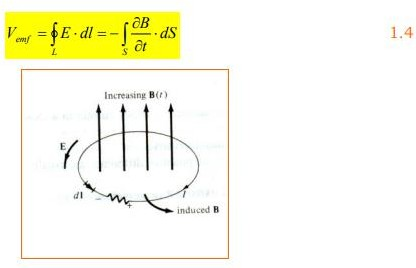 V_emf = ∮_L E · dl = −∫_S ∂B/∂t · dS 1.4
Increasing B(t)
E
dl − + l
induced B